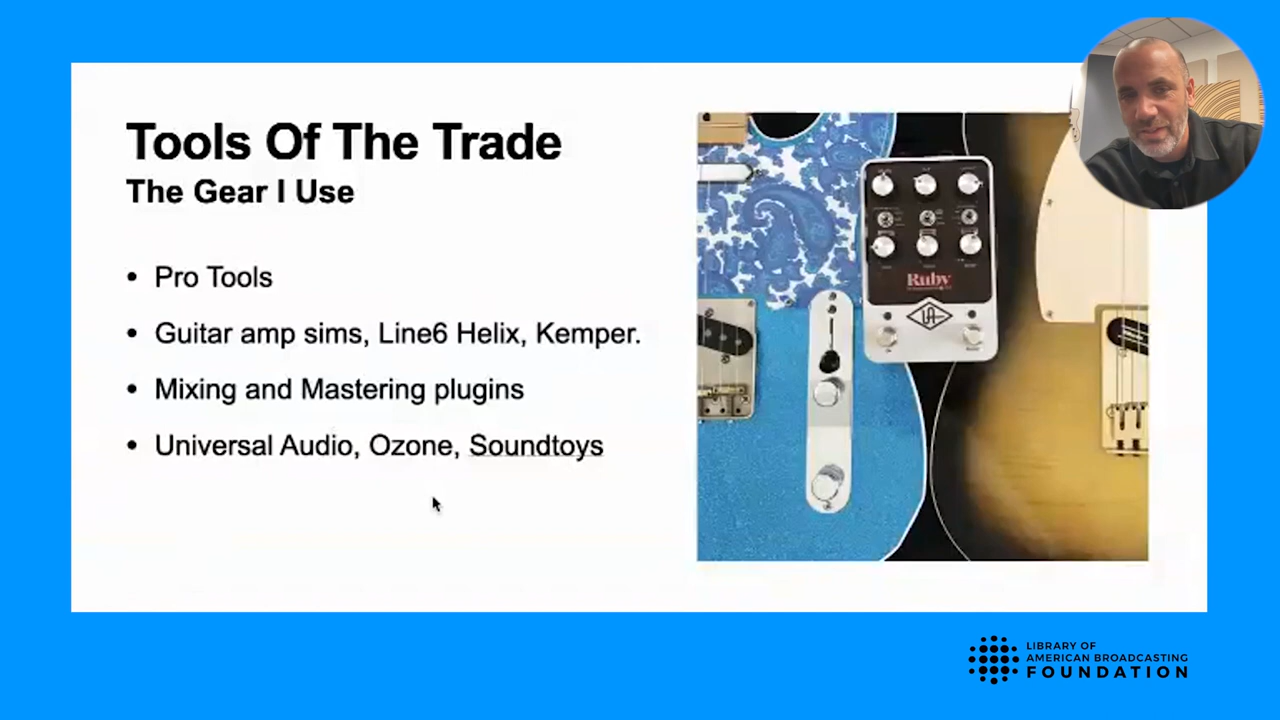 Tools Of The Trade
The Gear I Use
• Pro Tools
• Guitar amp sims, Line6 Helix, Kemper.
• Mixing and Mastering plugins
• Universal Audio, Ozone, Soundtoys
Ruby
UA
LIBRARY OF
AMERICAN BROADCASTING
FOUNDATION